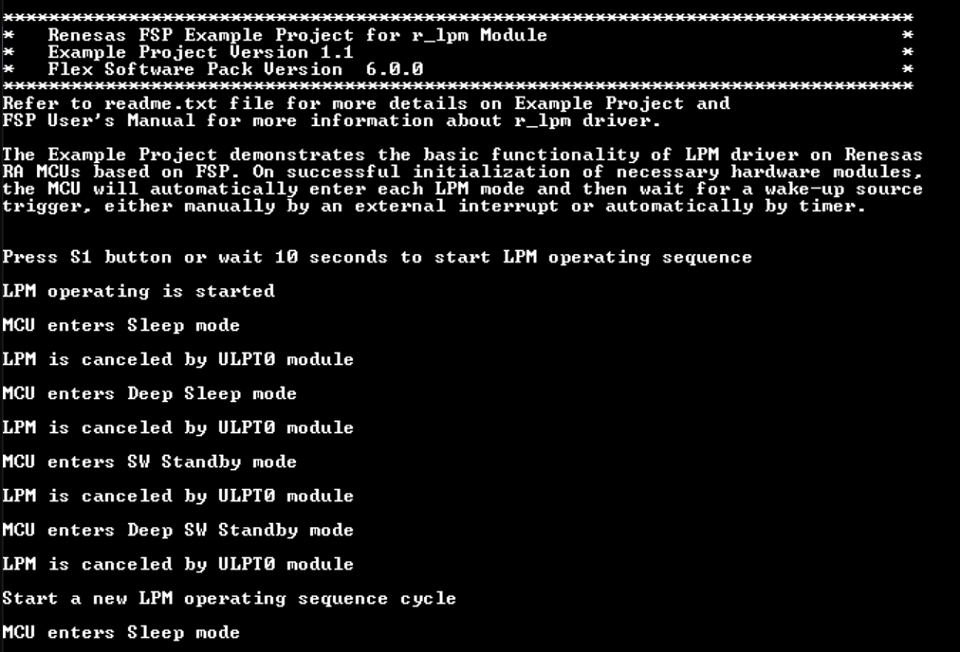 ********************************************************************************
*   Renesas FSP Example Project for r_lpm Module                               *
*   Example Project Version 1.1                                                *
*   Flex Software Pack Version  6.0.0                                          *
********************************************************************************
Refer to readme.txt file for more details on Example Project and
FSP User's Manual for more information about r_lpm driver.

The Example Project demonstrates the basic functionality of LPM driver on Renesas
RA MCUs based on FSP. On successful initialization of necessary hardware modules,
the MCU will automatically enter each LPM mode and then wait for a wake-up source
trigger, either manually by an external interrupt or automatically by timer.

Press S1 button or wait 10 seconds to start LPM operating sequence
LPM operating is started
MCU enters Sleep mode
LPM is canceled by ULPT0 module
MCU enters Deep Sleep mode
LPM is canceled by ULPT0 module
MCU enters SW Standby mode
LPM is canceled by ULPT0 module
MCU enters Deep SW Standby mode
LPM is canceled by ULPT0 module
Start a new LPM operating sequence cycle
MCU enters Sleep mode